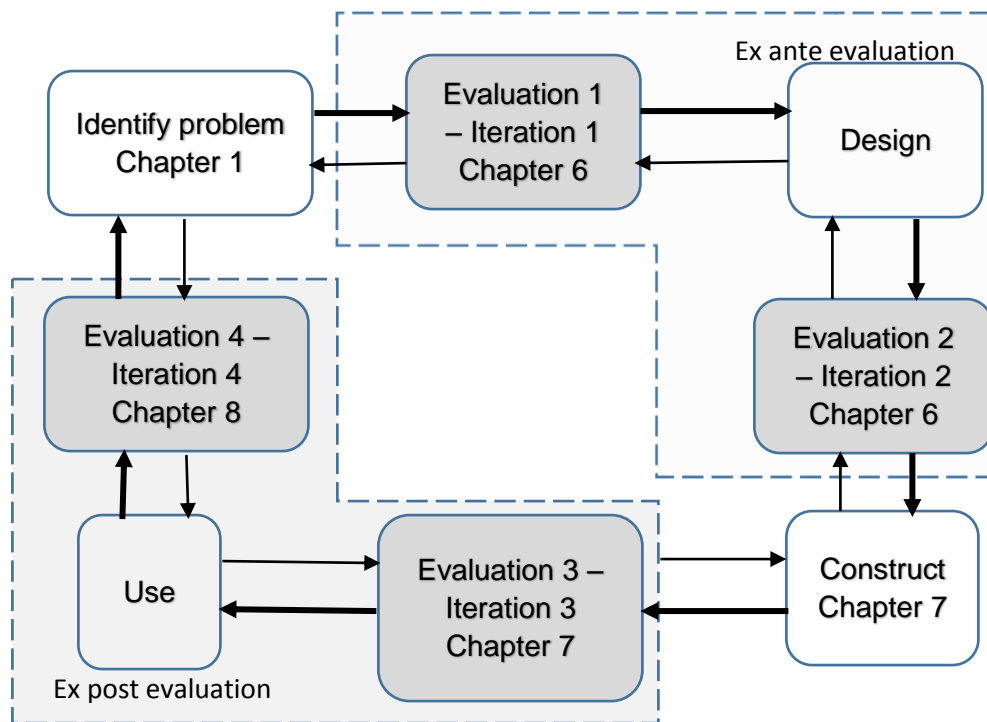 Ex ante evaluation
Identify problem
Chapter 1
Evaluation 1
– Iteration 1
Chapter 6
Design
Evaluation 4 –
Iteration 4
Chapter 8
Evaluation 2
– Iteration 2
Chapter 6
Use
Evaluation 3 –
Iteration 3
Chapter 7
Construct
Chapter 7
Ex post evaluation